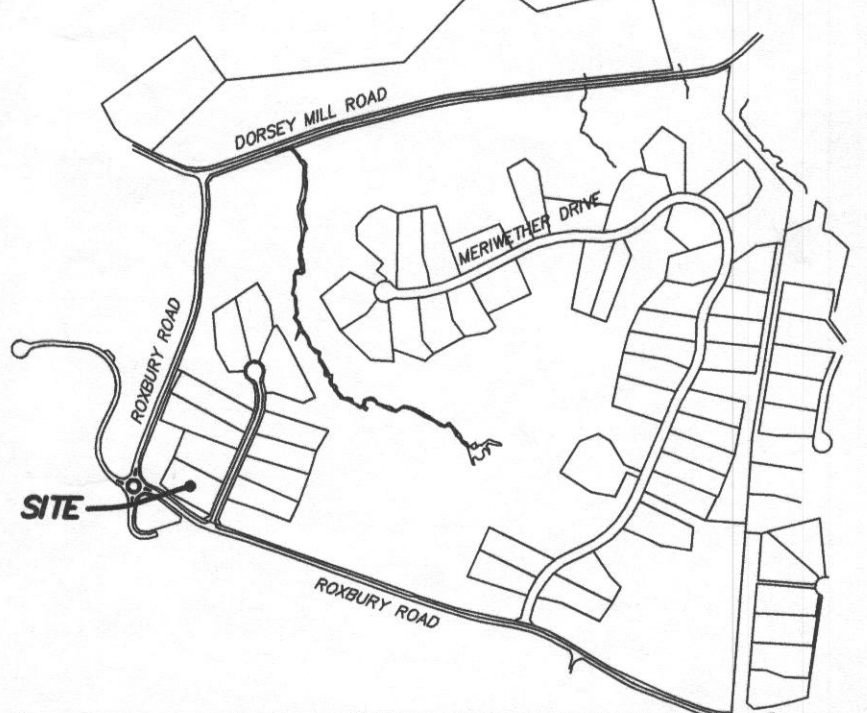 DORSEY MILL ROAD
MERIWETHER DRIVE
ROXBURY ROAD
SITE
ROXBURY ROAD